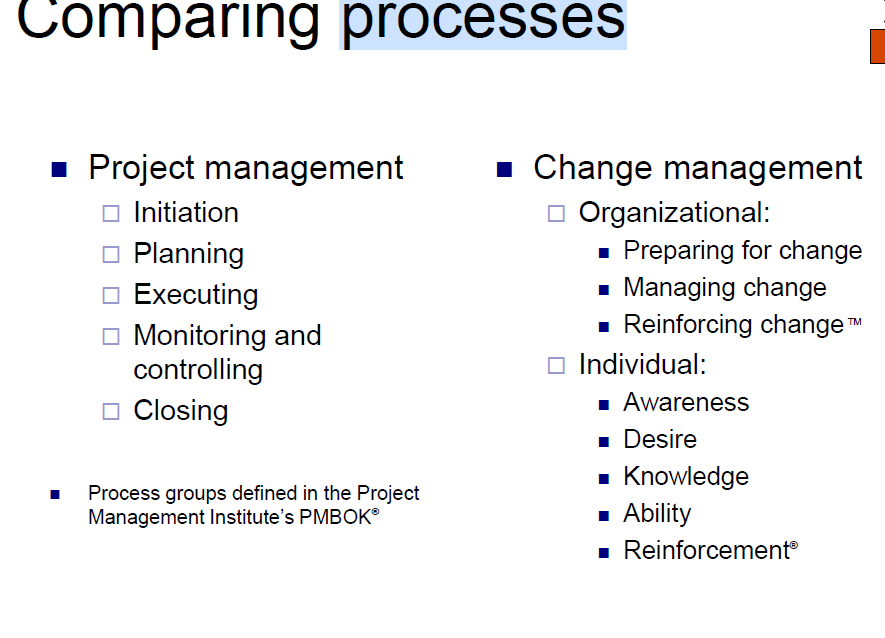 Comparing processes
Project management
Initiation
Planning
Executing
Monitoring and
controlling
Closing
Process groups defined in the Project
Management Institute’s PMBOK®
Change management
Organizational:
Preparing for change
Managing change
Reinforcing change™
Individual:
Awareness
Desire
Knowledge
Ability
Reinforcement®